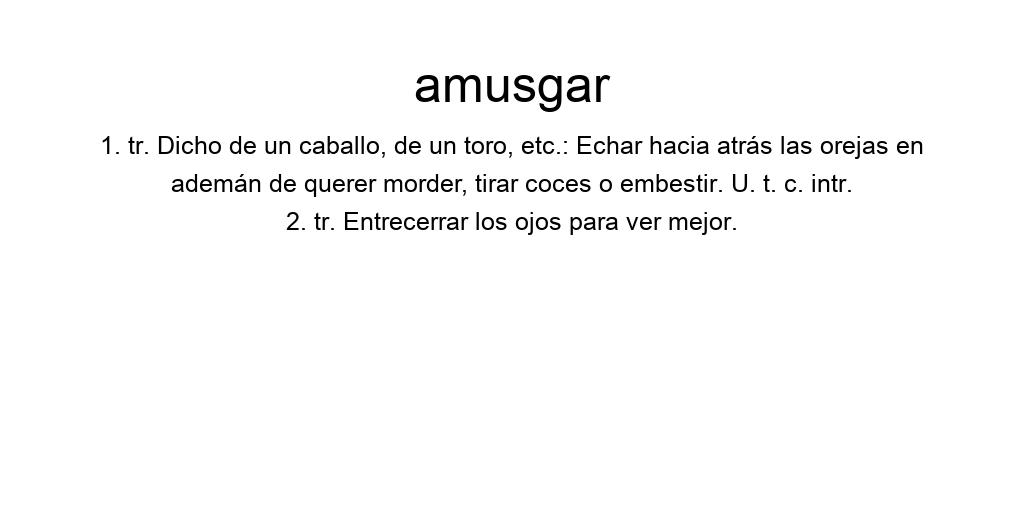 amusgar
1. tr. Dicho de un caballo, de un toro, etc.: Echar hacia atrás las orejas en
ademán de querer morder, tirar coces o embestir. U. t. c. intr.
2. tr. Entrecerrar los ojos para ver mejor.